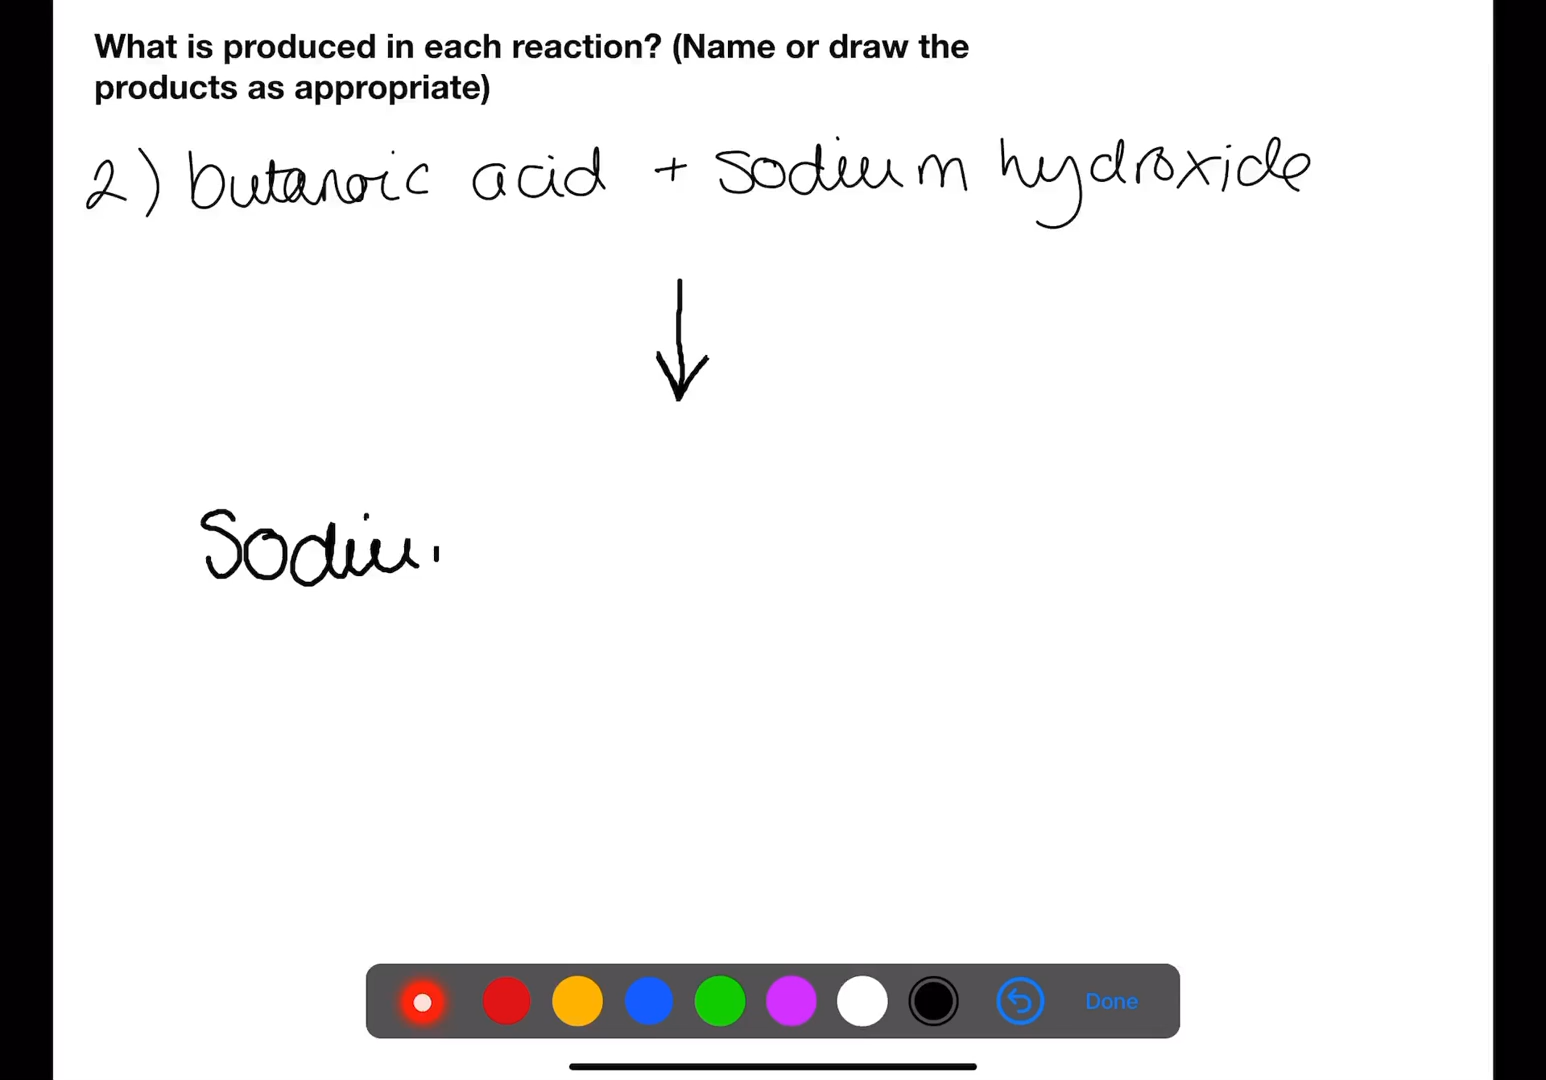 What is produced in each reaction? (Name or draw the
products as appropriate)
2) butanoic acid + sodium hydroxide
Sodiu
Done